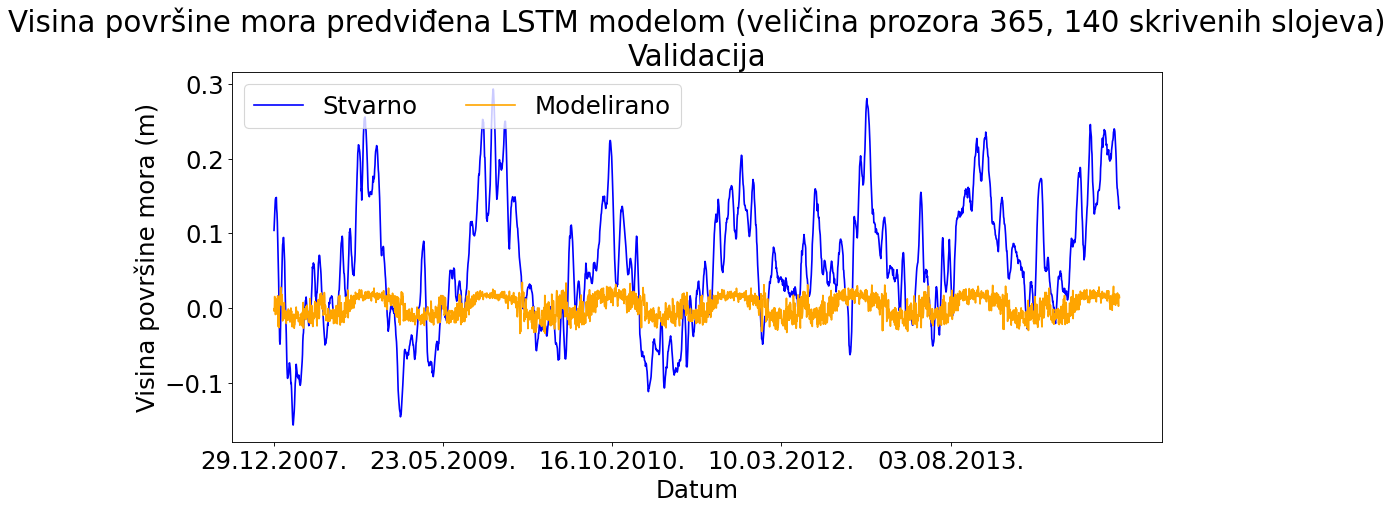 Visina površine mora predviđena LSTM modelom (veličina prozora 365, 140 skrivenih slojeva)
Validacija
Stvarno
Modelirano
Visina površine mora (m)
0.3
0.2
0.1
0.0
−0.1
29.12.2007.
23.05.2009.
16.10.2010.
10.03.2012.
03.08.2013.
Datum